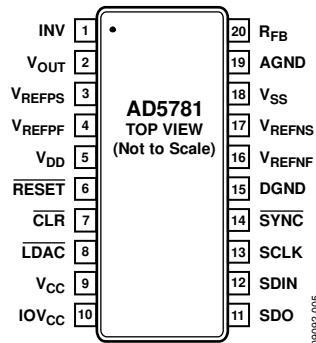 INV 1
VOUT 2
VREFPS 3
VREFPF 4
VDD 5
RESET 6
CLR 7
LDAC 8
VCC 9
IOVCC 10
AD5781
TOP VIEW
(Not to Scale)
20 RFB
19 AGND
18 VSS
17 VREFNS
16 VREFNF
15 DGND
14 SYNC
13 SCLK
12 SDIN
11 SDO
09092-005